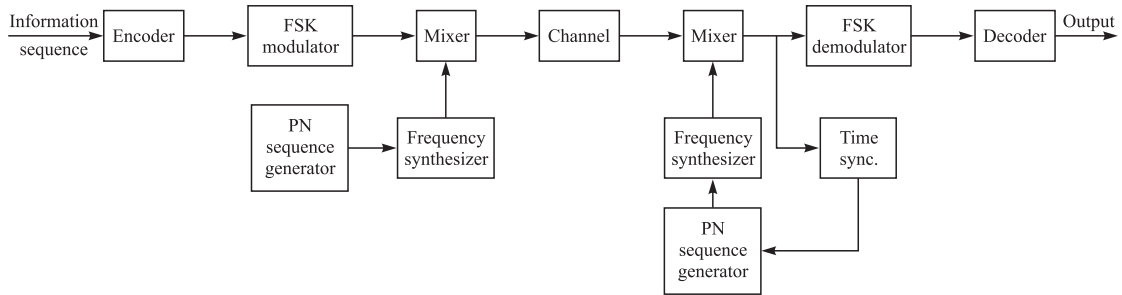 Information
sequence
Encoder
FSK
modulator
Mixer
Channel
Mixer
FSK
demodulator
Decoder
Output
PN
sequence
generator
Frequency
synthesizer
Frequency
synthesizer
Time
sync.
PN
sequence
generator